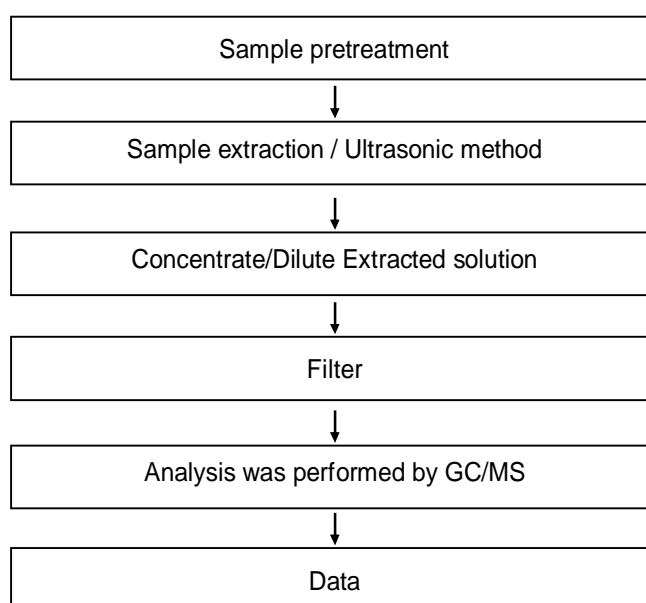 Sample pretreatment
Sample extraction / Ultrasonic method
Concentrate/Dilute Extracted solution
Filter
Analysis was performed by GC/MS
Data